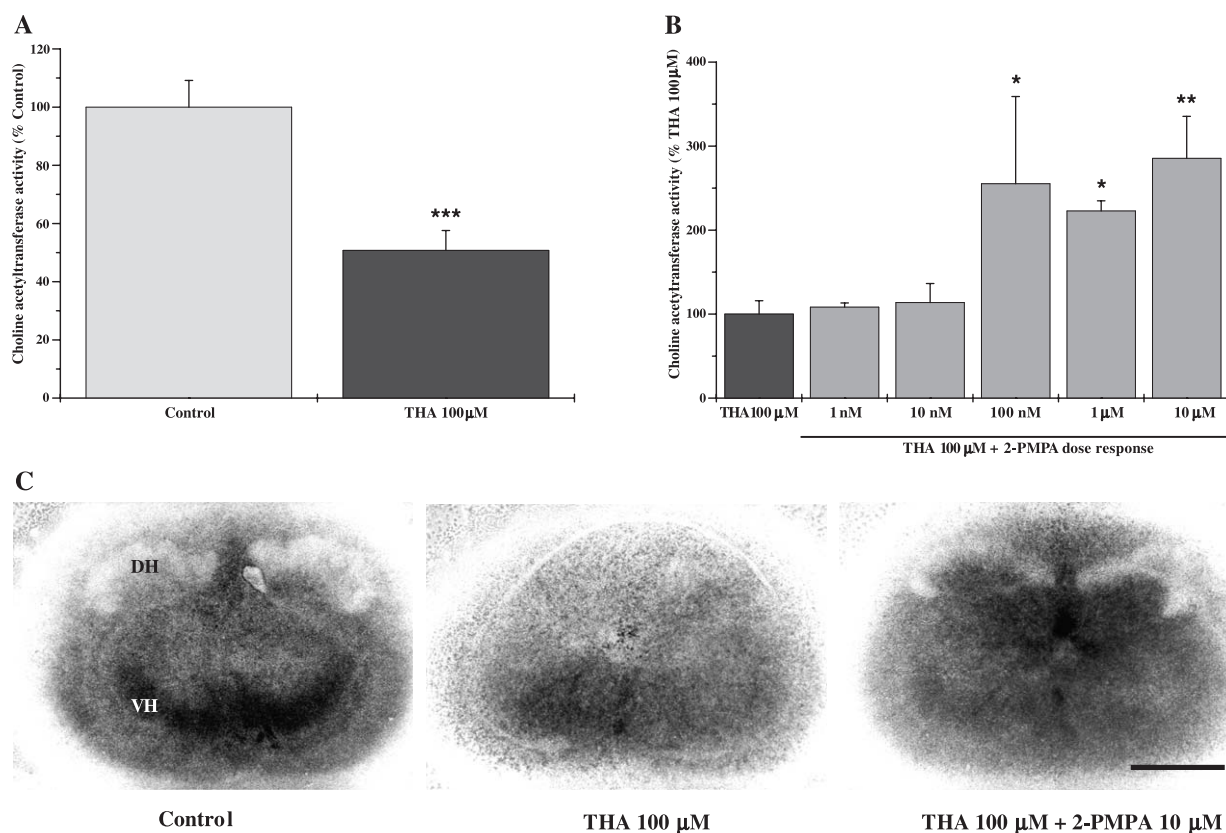 A
Choline acetyltransferase activity (% Control)
120
100
80
60
40
20
0
***
Control
THA 100µM
B
Choline acetyltransferase activity (% THA 100µM)
400
300
200
100
0
*
*
**
THA100 µM
1 nM
10 nM
100 nM
1 µM
10 µM
THA 100 µM + 2-PMPA dose response
C
DH
VH
Control
THA 100 µM
THA 100 µM + 2-PMPA 10 µM